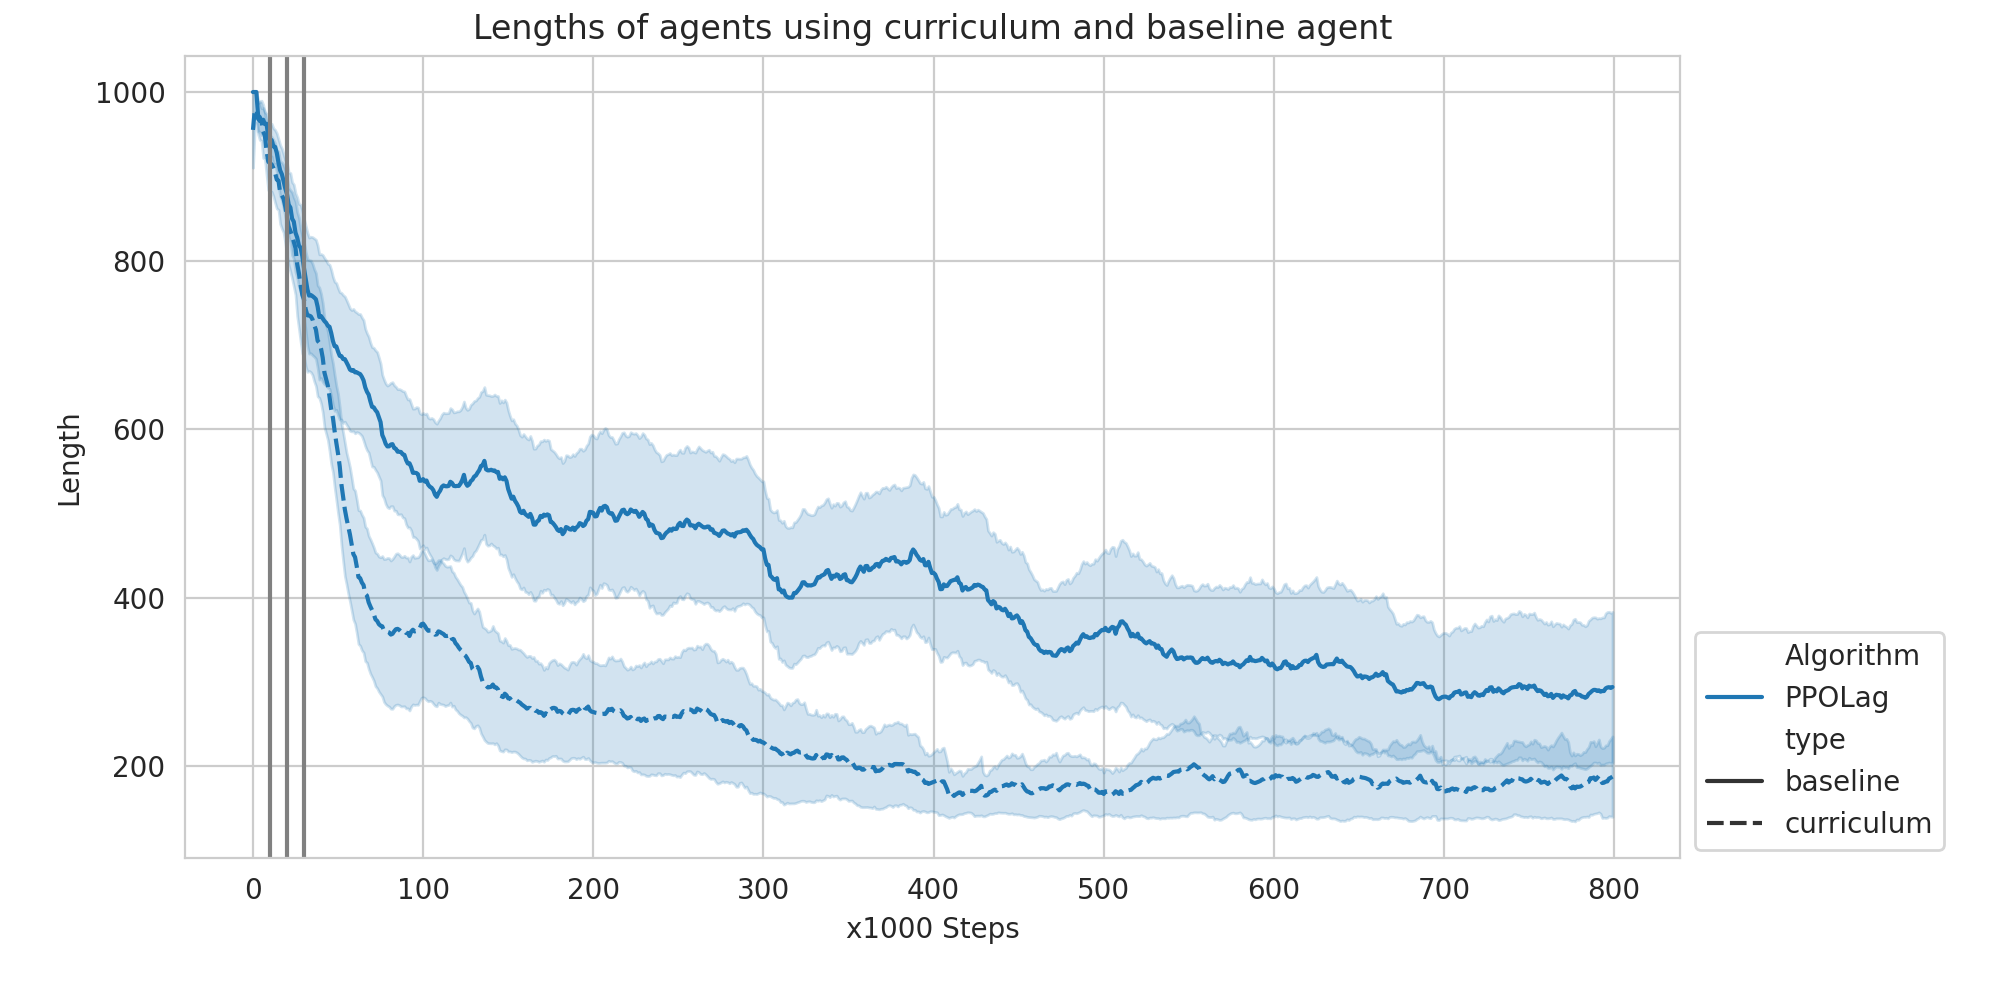 Lengths of agents using curriculum and baseline agent
1000
800
600
400
200
Length
0 100 200 300 400 500 600 700 800
x1000 Steps
Algorithm
PPOLag
type
baseline
curriculum